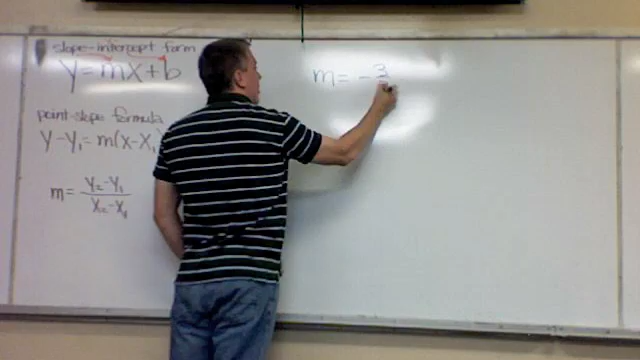 slope-intercept form
y = mx + b
point-slope formula
y - y₁ = m(x - x₁)
m = y₂ - y₁ / x₂ - x₁
m = - 3